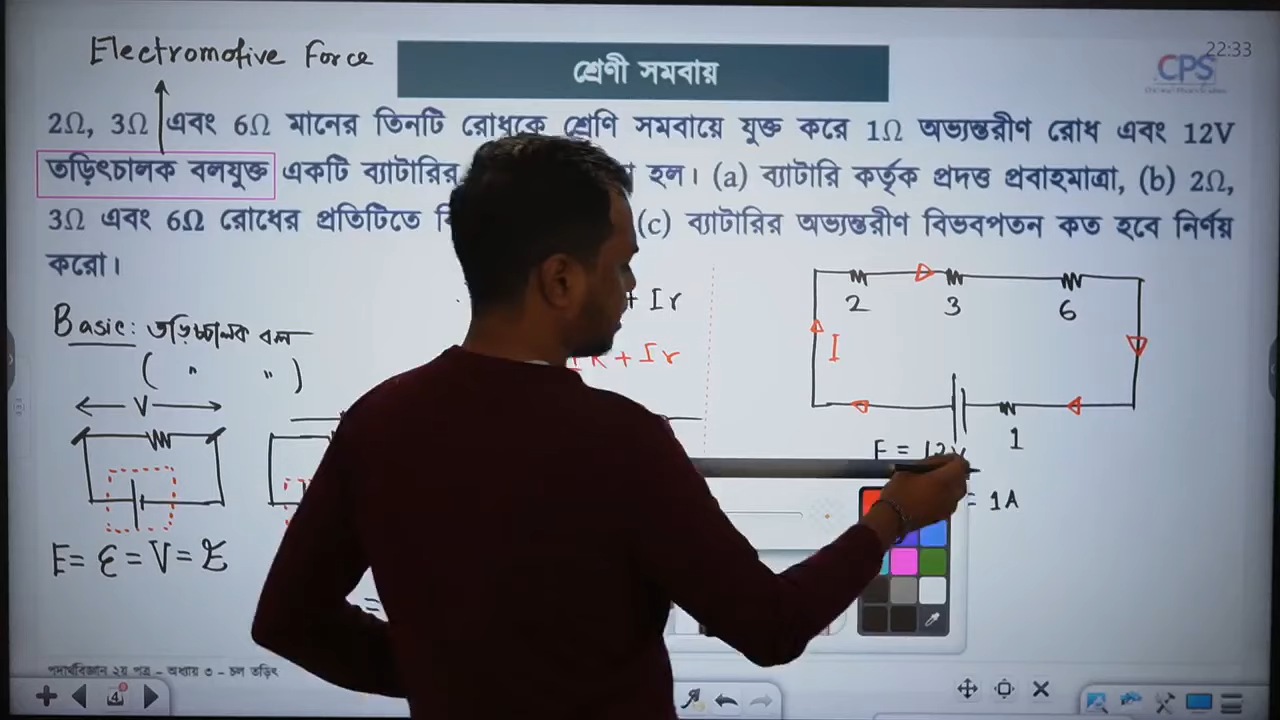 Electromotive Force
শ্রেণী সমবায়
CPS
22:33
2Ω, 3Ω এবং 6Ω মানের তিনটি রোধকে শ্রেণি সমবায়ে যুক্ত করে 1Ω অভ্যন্তরীণ রোধ এবং 12V
তড়িৎচালক বলযুক্ত একটি ব্যাটারির হল। (a) ব্যাটারি কর্তৃক প্রদত্ত প্রবাহমাত্রা, (b) 2Ω,
3Ω এবং 6Ω রোধের প্রতিটিতে (c) ব্যাটারির অভ্যন্তরীণ বিভবপতন কত হবে নির্ণয়
করো।
Basic: তড়িচ্চালক বল
( " " )
V
E = ε = V = Σ
+ Ir
+ Ir
=
2 3 6
I
1
E = 12V
= 1A
পদার্থবিজ্ঞান ২য় পত্র – অধ্যায় ৩ – চল তড়িৎ
4